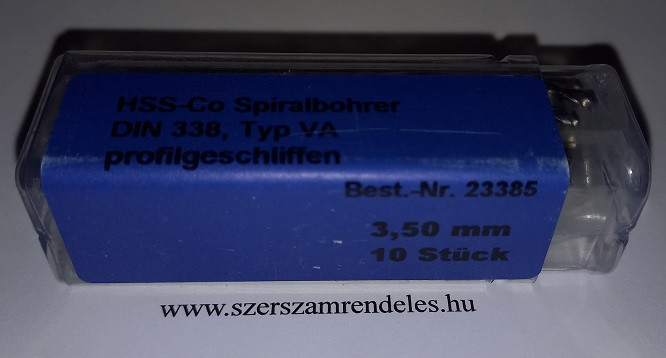 HSS-Co Spiralbohrer
DIN 338, Typ VA
profilgeschliffen
Best.-Nr. 23385
3,50 mm
10 Stück
www.szerszamrendeles.hu